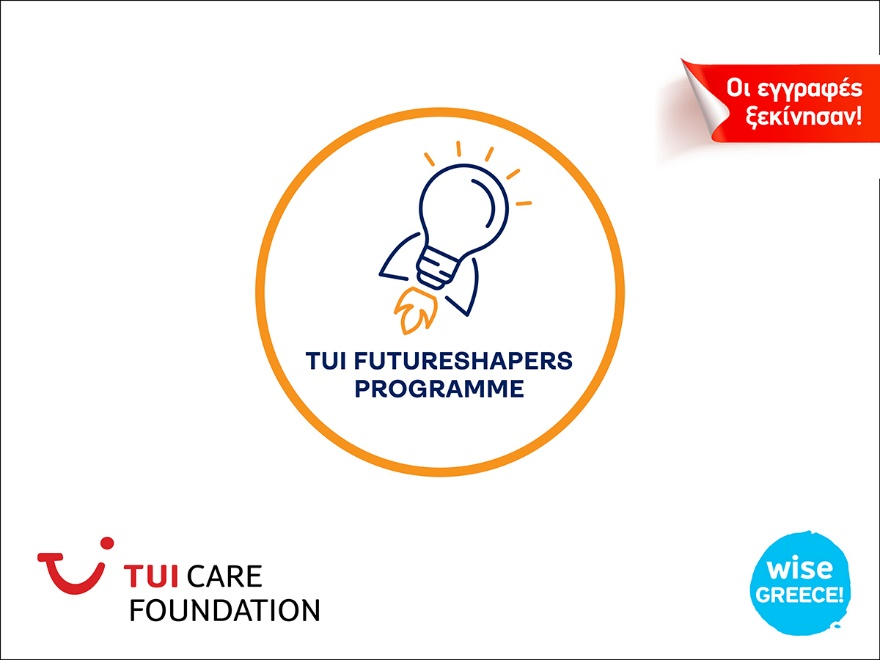 Οι εγγραφές
ξεκίνησαν!
TUI FUTURESHAPERS
PROGRAMME
TUI CARE
FOUNDATION
wise
GREECE!